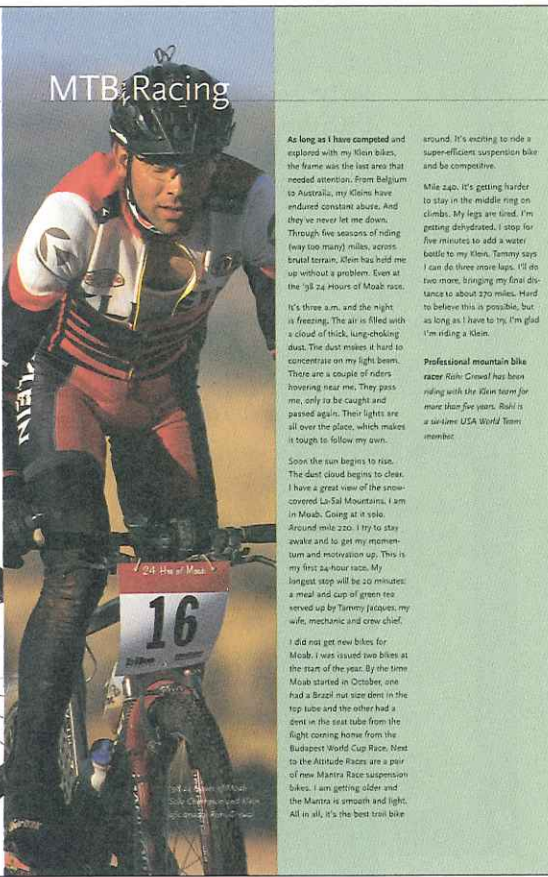 MTB Racing
KLEIN
24 Hrs of Moab
16
'98 24 Hours of Moab
Solo Champion and Klein
aficionado Rishi Grewal
As long as I have competed and
explored with my Klein bikes,
the frame was the last area that
needed attention. From Belgium
to Australia, my Kleins have
endured constant abuse. And
they've never let me down.
Through five seasons of riding
(way too many) miles, across
brutal terrain, Klein has held me
up without a problem. Even at
the '98 24 Hours of Moab race.
It's three a.m. and the night
is freezing. The air is filled with
a cloud of thick, lung-choking
dust. The dust makes it hard to
concentrate on my light beam.
There are a couple of riders
hovering near me. They pass
me, only to be caught and
passed again. Their lights are
all over the place, which makes
it tough to follow my own.
Soon the sun begins to rise.
The dust cloud begins to clear.
I have a great view of the snow-
covered La-Sal Mountains. I am
in Moab. Going at it solo.
Around mile 220. I try to stay
awake and to get my momen-
tum and motivation up. This is
my first 24-hour race. My
longest stop will be 20 minutes:
a meal and cup of green tea
served up by Tammy Jacques, my
wife, mechanic and crew chief.
I did not get new bikes for
Moab. I was issued two bikes at
the start of the year. By the time
Moab started in October, one
had a Brazil nut size dent in the
top tube and the other had a
dent in the seat tube from the
flight coming home from the
Budapest World Cup Race. Next
to the Attitude Races are a pair
of new Mantra Race suspension
bikes. I am getting older and
the Mantra is smooth and light.
All in all, it's the best trail bike
around. It's exciting to ride a
super-efficient suspention bike
and be competitive.
Mile 240. It's getting harder
to stay in the middle ring on
climbs. My legs are tired. I'm
getting dehydrated. I stop for
five minutes to add a water
bottle to my Klein. Tammy says
I can do three more laps. I'll do
two more, bringing my final dis-
tance to about 270 miles. Hard
to believe this is possible, but
as long as I have to try, I'm glad
I'm riding a Klein.
Professional mountain bike
racer Rishi Grewal has been
riding with the Klein team for
more than five years. Rishi is
a six-time USA World Team
member.